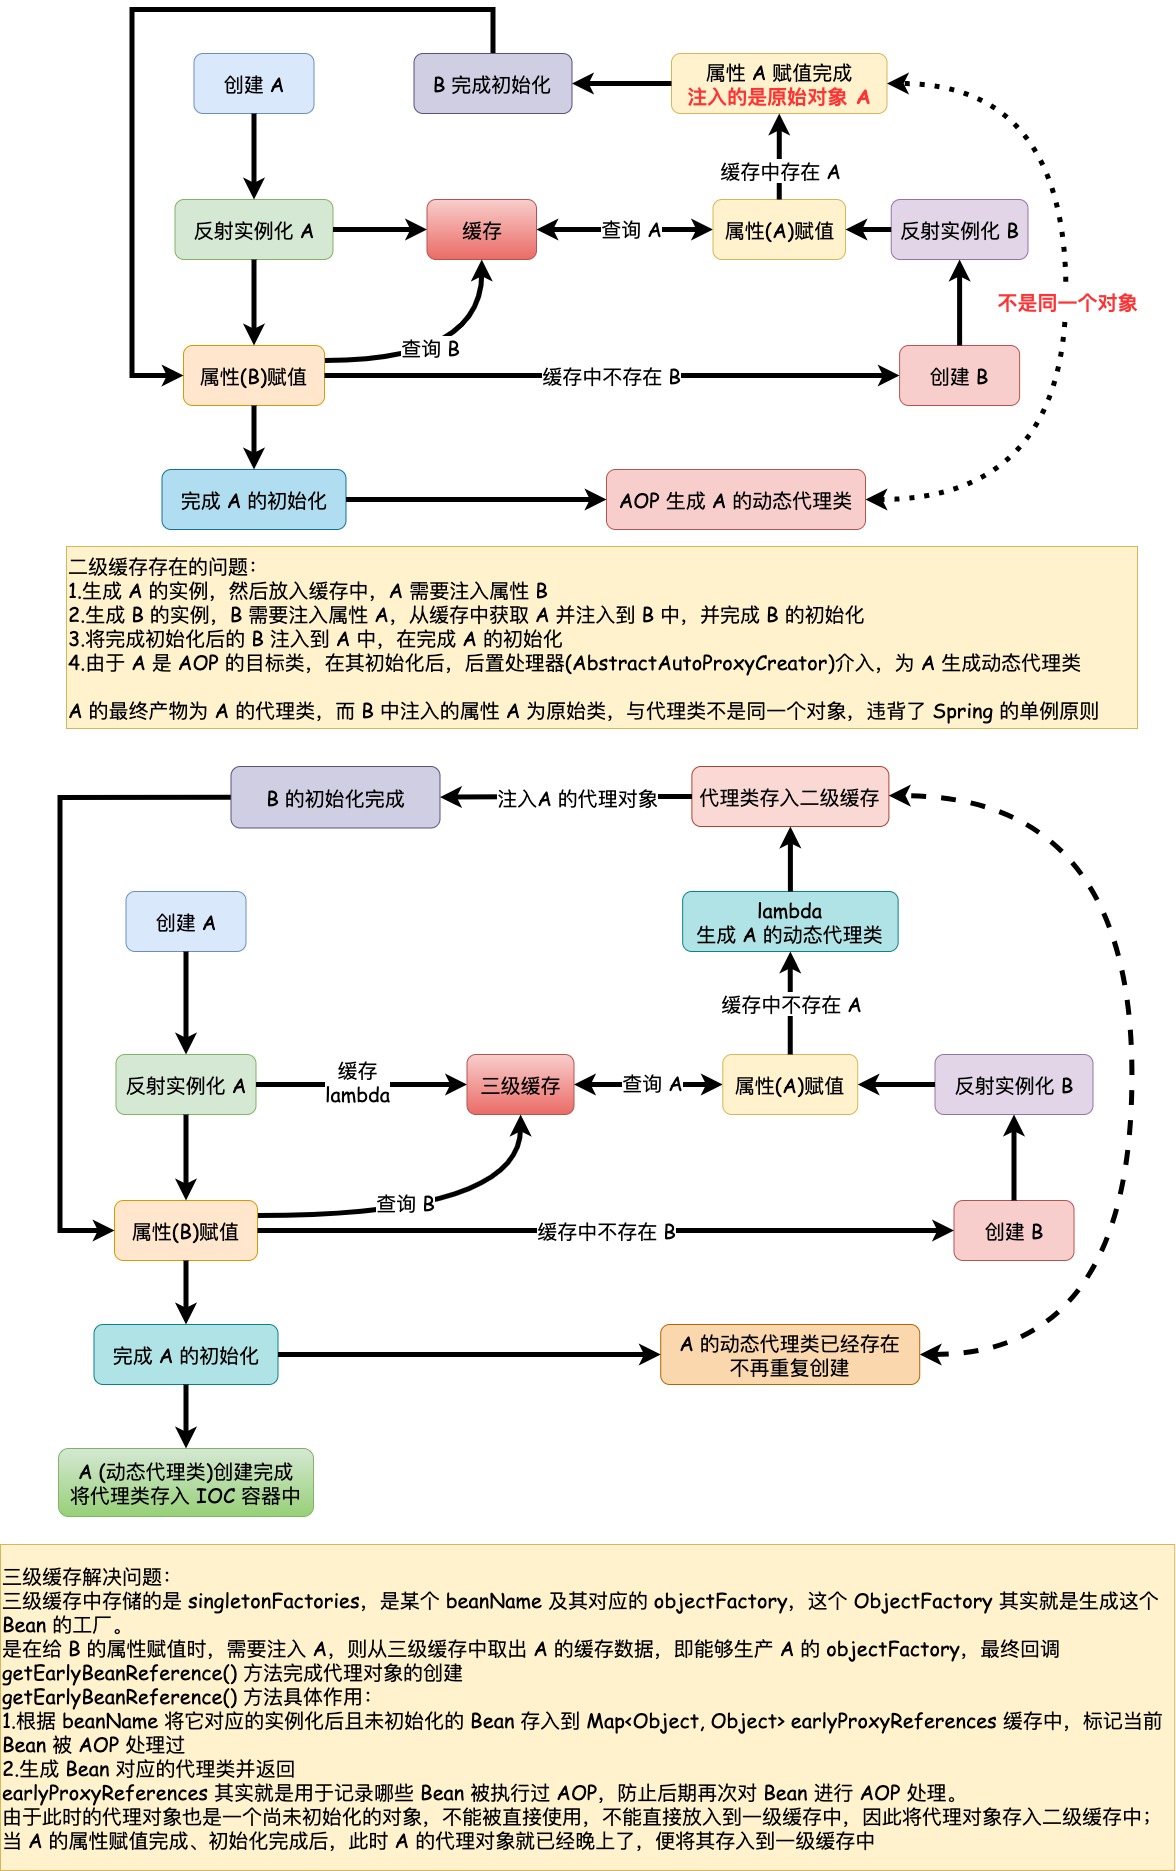 创建 A
B 完成初始化
属性 A 赋值完成
注入的是原始对象 A
缓存中存在 A
反射实例化 A
缓存
查询 A
属性(A)赋值
反射实例化 B
不是同一个对象
查询 B
属性(B)赋值
缓存中不存在 B
创建 B
完成 A 的初始化
AOP 生成 A 的动态代理类
二级缓存存在的问题：
1.生成 A 的实例，然后放入缓存中，A 需要注入属性 B
2.生成 B 的实例，B 需要注入属性 A，从缓存中获取 A 并注入到 B 中，并完成 B 的初始化
3.将完成初始化后的 B 注入到 A 中，在完成 A 的初始化
4.由于 A 是 AOP 的目标类，在其初始化后，后置处理器(AbstractAutoProxyCreator)介入，为 A 生成动态代理类
A 的最终产物为 A 的代理类，而 B 中注入的属性 A 为原始类，与代理类不是同一个对象，违背了 Spring 的单例原则
B 的初始化完成
注入A 的代理对象
代理类存入二级缓存
创建 A
lambda
生成 A 的动态代理类
缓存中不存在 A
反射实例化 A
缓存
lambda
三级缓存
查询 A
属性(A)赋值
反射实例化 B
查询 B
属性(B)赋值
缓存中不存在 B
创建 B
完成 A 的初始化
A 的动态代理类已经存在
不再重复创建
A (动态代理类)创建完成
将代理类存入 IOC 容器中
三级缓存解决问题：
三级缓存中存储的是 singletonFactories，是某个 beanName 及其对应的 objectFactory，这个 ObjectFactory 其实就是生成这个
Bean 的工厂。
是在给 B 的属性赋值时，需要注入 A，则从三级缓存中取出 A 的缓存数据，即能够生产 A 的 objectFactory，最终回调
getEarlyBeanReference() 方法完成代理对象的创建
getEarlyBeanReference() 方法具体作用：
1.根据 beanName 将它对应的实例化后且未初始化的 Bean 存入到 Map<Object, Object> earlyProxyReferences 缓存中，标记当前
Bean 被 AOP 处理过
2.生成 Bean 对应的代理类并返回
earlyProxyReferences 其实就是用于记录哪些 Bean 被执行过 AOP，防止后期再次对 Bean 进行 AOP 处理。
由于此时的代理对象也是一个尚未初始化的对象，不能被直接使用，不能直接放入到一级缓存中，因此将代理对象存入二级缓存中；
当 A 的属性赋值完成、初始化完成后，此时 A 的代理对象就已经晚上了，便将其存入到一级缓存中